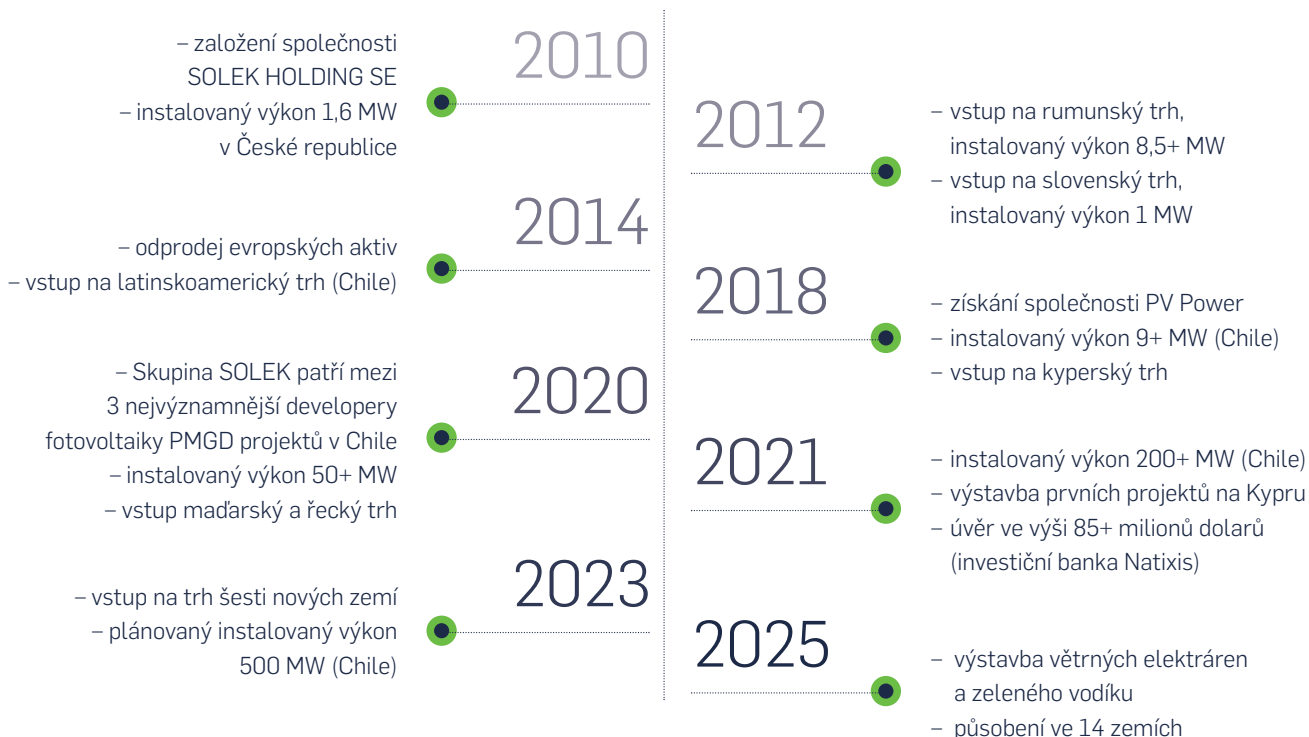 2010
– založení společnosti
SOLEK HOLDING SE
– instalovaný výkon 1,6 MW
v České republice
2012
– vstup na rumunský trh,
instalovaný výkon 8,5+ MW
– vstup na slovenský trh,
instalovaný výkon 1 MW
2014
– odprodej evropských aktiv
– vstup na latinskoamerický trh (Chile)
2018
– získání společnosti PV Power
– instalovaný výkon 9+ MW (Chile)
– vstup na kyperský trh
2020
– Skupina SOLEK patří mezi
3 nejvýznamnější developery
fotovoltaiky PMGD projektů v Chile
– instalovaný výkon 50+ MW
– vstup maďarský a řecký trh
2021
– instalovaný výkon 200+ MW (Chile)
– výstavba prvních projektů na Kypru
– úvěr ve výši 85+ milionů dolarů
(investiční banka Natixis)
2023
– vstup na trh šesti nových zemí
– plánovaný instalovaný výkon
500 MW (Chile)
2025
– výstavba větrných elektráren
a zeleného vodíku
– působení ve 14 zemích